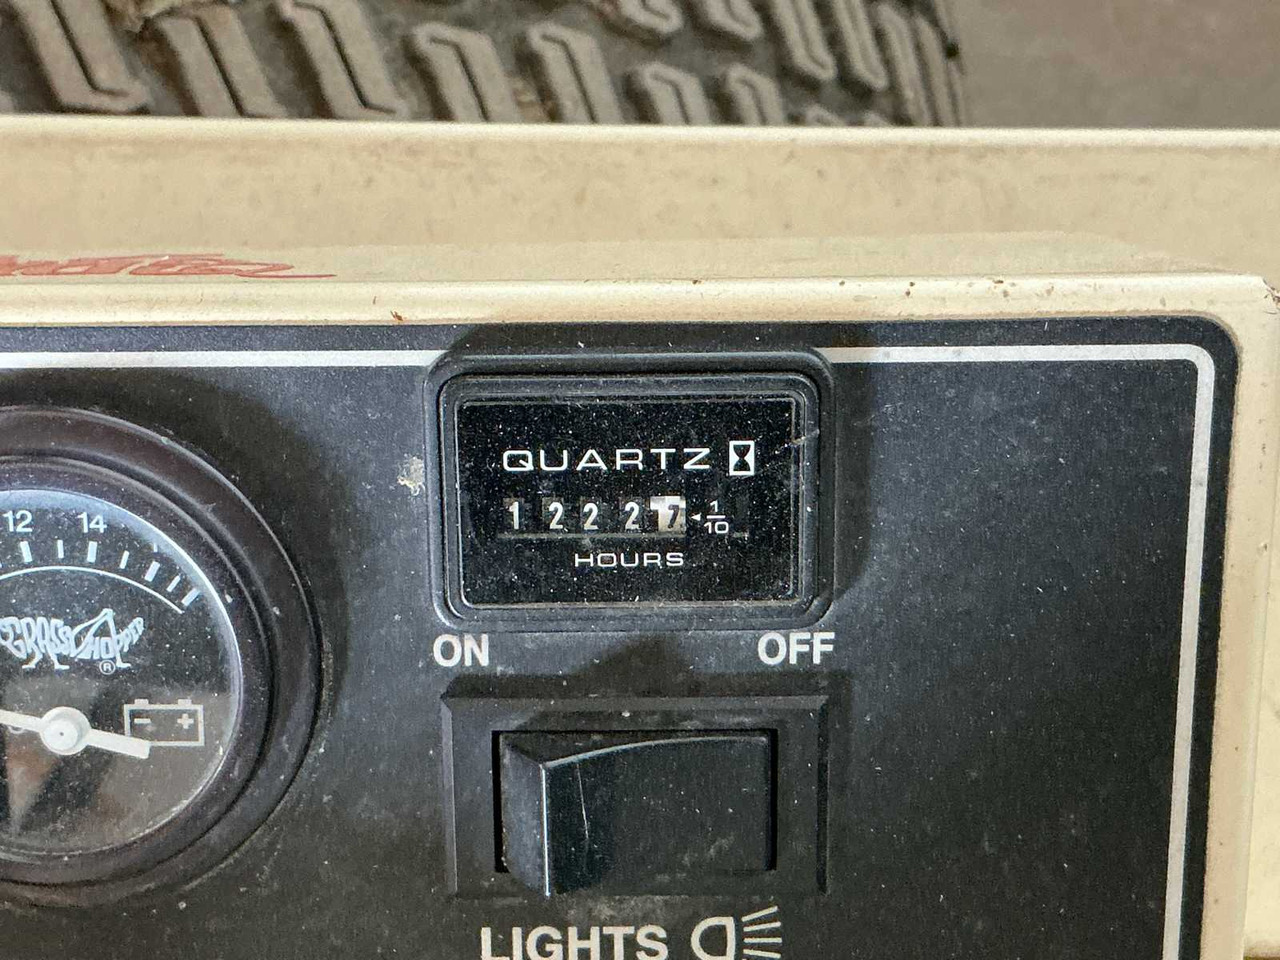 QUARTZ
1 2 2 2 7 1/10
HOURS
12 14
GRASSHOPPER ®
- +
ON OFF
LIGHTS